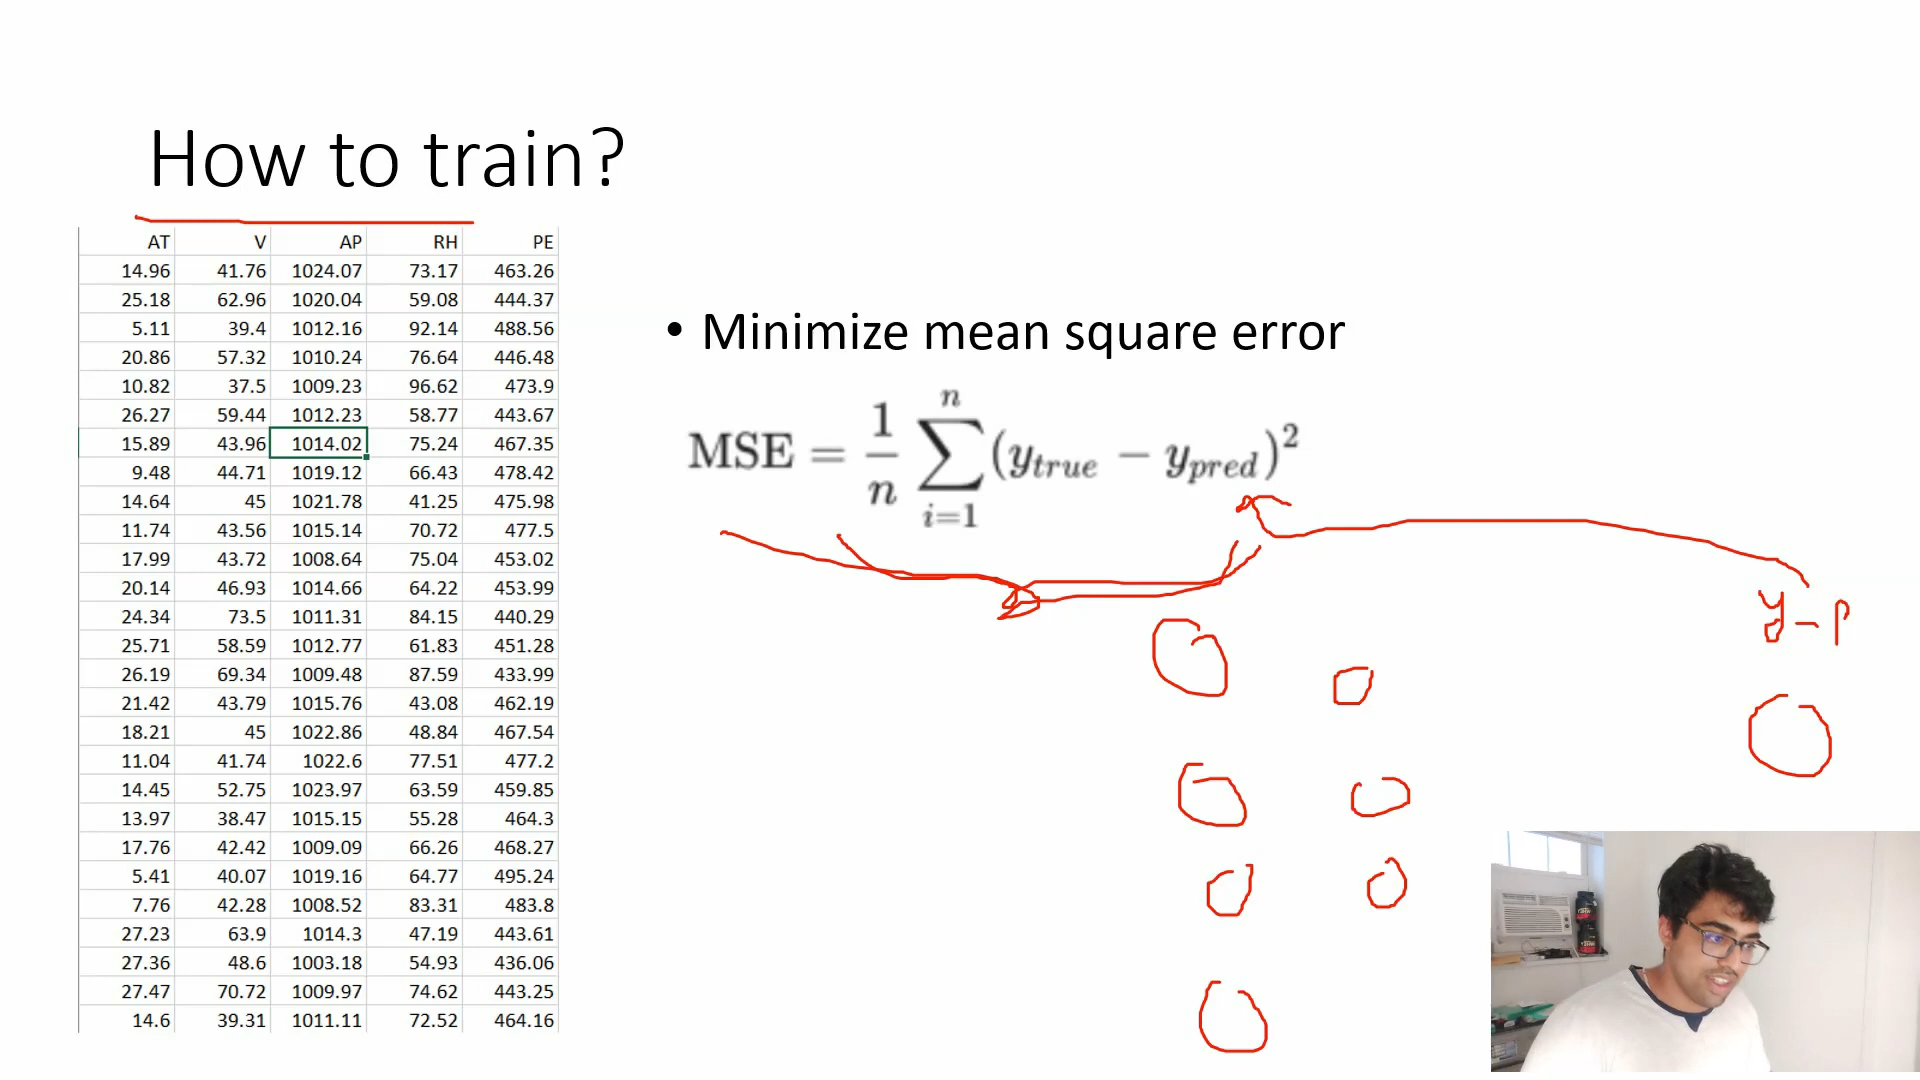 How to train?
AT V AP RH PE
14.96 41.76 1024.07 73.17 463.26
25.18 62.96 1020.04 59.08 444.37
5.11 39.4 1012.16 92.14 488.56
20.86 57.32 1010.24 76.64 446.48
10.82 37.5 1009.23 96.62 473.9
26.27 59.44 1012.23 58.77 443.67
15.89 43.96 1014.02 75.24 467.35
9.48 44.71 1019.12 66.43 478.42
14.64 45 1021.78 41.25 475.98
11.74 43.56 1015.14 70.72 477.5
17.99 43.72 1008.64 75.04 453.02
20.14 46.93 1014.66 64.22 453.99
24.34 73.5 1011.31 84.15 440.29
25.71 58.59 1012.77 61.83 451.28
26.19 69.34 1009.48 87.59 433.99
21.42 43.79 1015.76 43.08 462.19
18.21 45 1022.86 48.84 467.54
11.04 41.74 1022.6 77.51 477.2
14.45 52.75 1023.97 63.59 459.85
13.97 38.47 1015.15 55.28 464.3
17.76 42.42 1009.09 66.26 468.27
5.41 40.07 1019.16 64.77 495.24
7.76 42.28 1008.52 83.31 483.8
27.23 63.9 1014.3 47.19 443.61
27.36 48.6 1003.18 54.93 436.06
27.47 70.72 1009.97 74.62 443.25
14.6 39.31 1011.11 72.52 464.16
• Minimize mean square error
MSE = 1/n ∑_{i=1}^{n} (y_{true} − y_{pred})^2
y-p